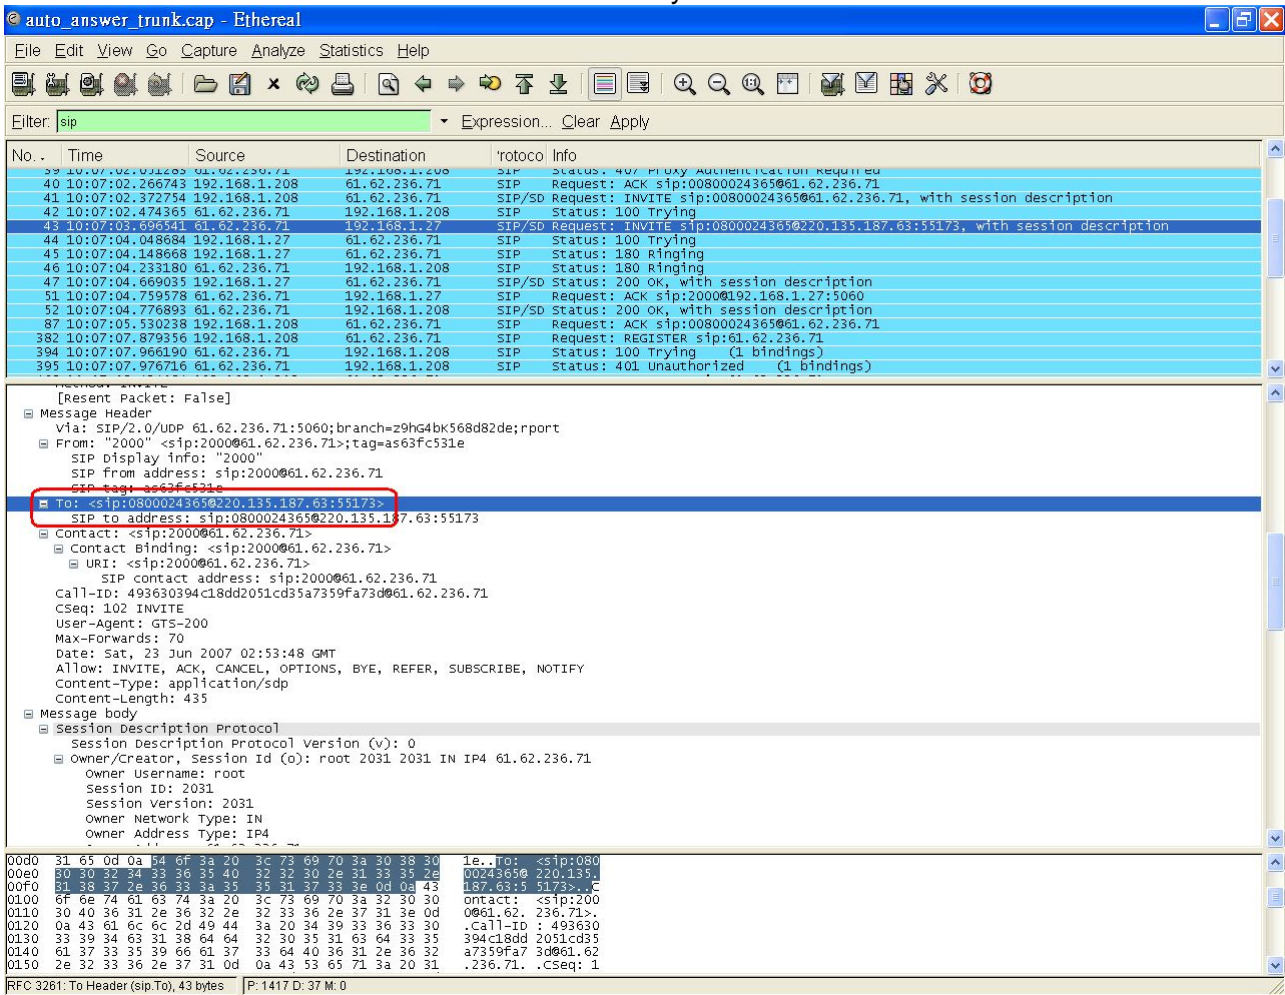 auto_answer_trunk.cap - Ethereal
File Edit View Go Capture Analyze Statistics Help
Filter: sip Expression... Clear Apply
No. . Time Source Destination 'rotoco Info
39 10:07:02.051283 61.62.236.71 192.168.1.208 SIP Status: 407 Proxy Authentication Required
40 10:07:02.266743 192.168.1.208 61.62.236.71 SIP Request: ACK sip:00800024365@61.62.236.71
41 10:07:02.372754 192.168.1.208 61.62.236.71 SIP/SD Request: INVITE sip:00800024365@61.62.236.71, with session description
42 10:07:02.474365 61.62.236.71 192.168.1.208 SIP Status: 100 Trying
43 10:07:03.696541 61.62.236.71 192.168.1.27 SIP/SD Request: INVITE sip:0800024365@220.135.187.63:55173, with session description
44 10:07:04.048684 192.168.1.27 61.62.236.71 SIP Status: 100 Trying
45 10:07:04.148668 192.168.1.27 61.62.236.71 SIP Status: 180 Ringing
46 10:07:04.233180 61.62.236.71 192.168.1.208 SIP Status: 180 Ringing
47 10:07:04.669035 192.168.1.27 61.62.236.71 SIP/SD Status: 200 OK, with session description
51 10:07:04.759578 61.62.236.71 192.168.1.27 SIP Request: ACK sip:2000@192.168.1.27:5060
52 10:07:04.776893 61.62.236.71 192.168.1.208 SIP/SD Status: 200 OK, with session description
87 10:07:05.530238 192.168.1.208 61.62.236.71 SIP Request: ACK sip:00800024365@61.62.236.71
382 10:07:07.879356 192.168.1.208 61.62.236.71 SIP Request: REGISTER sip:61.62.236.71
394 10:07:07.966190 61.62.236.71 192.168.1.208 SIP Status: 100 Trying (1 bindings)
395 10:07:07.976716 61.62.236.71 192.168.1.208 SIP Status: 401 Unauthorized (1 bindings)
Method: INVITE
[Resent Packet: False]
Message Header
Via: SIP/2.0/UDP 61.62.236.71:5060;branch=z9hG4bK568d82de;rport
From: "2000" <sip:2000@61.62.236.71>;tag=as63fc531e
SIP Display info: "2000"
SIP from address: sip:2000@61.62.236.71
SIP tag: as63fc531e
To: <sip:0800024365@220.135.187.63:55173>
SIP to address: sip:0800024365@220.135.187.63:55173
Contact: <sip:2000@61.62.236.71>
Contact Binding: <sip:2000@61.62.236.71>
URI: <sip:2000@61.62.236.71>
SIP contact address: sip:2000@61.62.236.71
Call-ID: 493630394c18dd2051cd35a7359fa73d@61.62.236.71
CSeq: 102 INVITE
User-Agent: GTS-200
Max-Forwards: 70
Date: Sat, 23 Jun 2007 02:53:48 GMT
Allow: INVITE, ACK, CANCEL, OPTIONS, BYE, REFER, SUBSCRIBE, NOTIFY
Content-Type: application/sdp
Content-Length: 435
Message body
Session Description Protocol
Session Description Protocol Version (v): 0
Owner/Creator, Session Id (o): root 2031 2031 IN IP4 61.62.236.71
Owner Username: root
Session ID: 2031
Session Version: 2031
Owner Network Type: IN
Owner Address Type: IP4
00d0 31 65 0d 0a 54 6f 3a 20 3c 73 69 70 3a 30 38 30 1e..To: <sip:080
00e0 30 30 32 34 33 36 35 40 32 32 30 2e 31 33 35 2e 0024365@ 220.135.
00f0 31 38 37 2e 36 33 3a 35 35 31 37 33 3e 0d 0a 43 187.63:5 5173>..C
0100 6f 6e 74 61 63 74 3a 20 3c 73 69 70 3a 32 30 30 ontact: <sip:200
0110 30 40 36 31 2e 36 32 2e 32 33 36 2e 37 31 3e 0d 0@61.62. 236.71>.
0120 0a 43 61 6c 6c 2d 49 44 3a 20 34 39 33 36 33 30 .Call-ID : 493630
0130 33 39 34 63 31 38 64 64 32 30 35 31 63 64 33 35 394c18dd 2051cd35
0140 61 37 33 35 39 66 61 37 33 64 40 36 31 2e 36 32 a7359fa7 3d@61.62
0150 2e 32 33 36 2e 37 31 0d 0a 43 53 65 71 3a 20 31 .236.71. .CSeq: 1
RFC 3261: To Header (sip.To), 43 bytes P: 1417 D: 37 M: 0